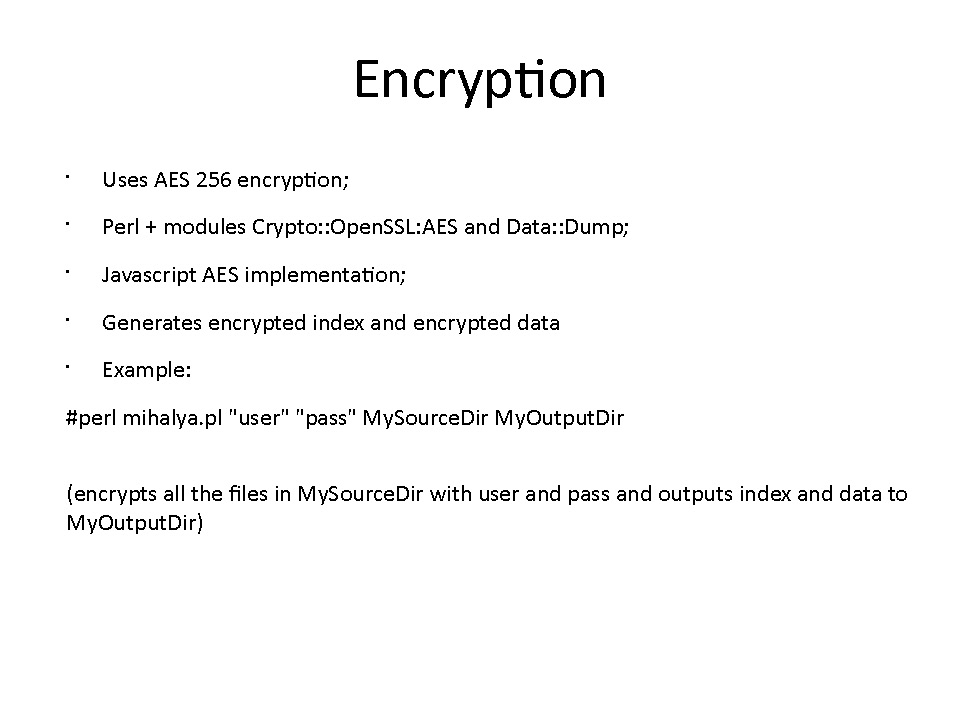 Encryption
· Uses AES 256 encryption;
· Perl + modules Crypto::OpenSSL:AES and Data::Dump;
· Javascript AES implementation;
· Generates encrypted index and encrypted data
· Example:
#perl mihalya.pl "user" "pass" MySourceDir MyOutputDir
(encrypts all the files in MySourceDir with user and pass and outputs index and data to
MyOutputDir)